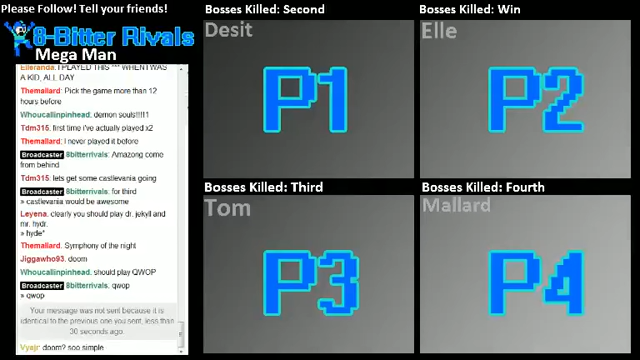 Please Follow! Tell your friends!
8-Bitter Rivals
Mega Man
Elleranda: I PLAYED THIS *** WHEN I WAS
A KID, ALL DAY
Themallard: Pick the game more than 12
hours before
Whoucallinpinhead: demon souls!!!!1
Tdm315: first time i've actually played x2
Themallard: I never played it before
Broadcaster 8bitterrivals: Amazong come
from behind
Tdm315: lets get some castlevania going
Broadcaster 8bitterrivals: for third
» castlevania would be awesome
Leyena: clearly you should play dr. jekyll and
mr. hydr.
» hyde*
Themallard: Symphony of the night
Jiggawho93: doom
Whoucallinpinhead: should play QWOP
Broadcaster 8bitterrivals: qwop
» qwop
Your message was not sent because it is
identical to the previous one you sent, less than
30 seconds ago.
doom? soo simple
Bosses Killed: Second
Desit
P1
Bosses Killed: Win
Elle
P2
Bosses Killed: Third
Tom
P3
Bosses Killed: Fourth
Mallard
P4